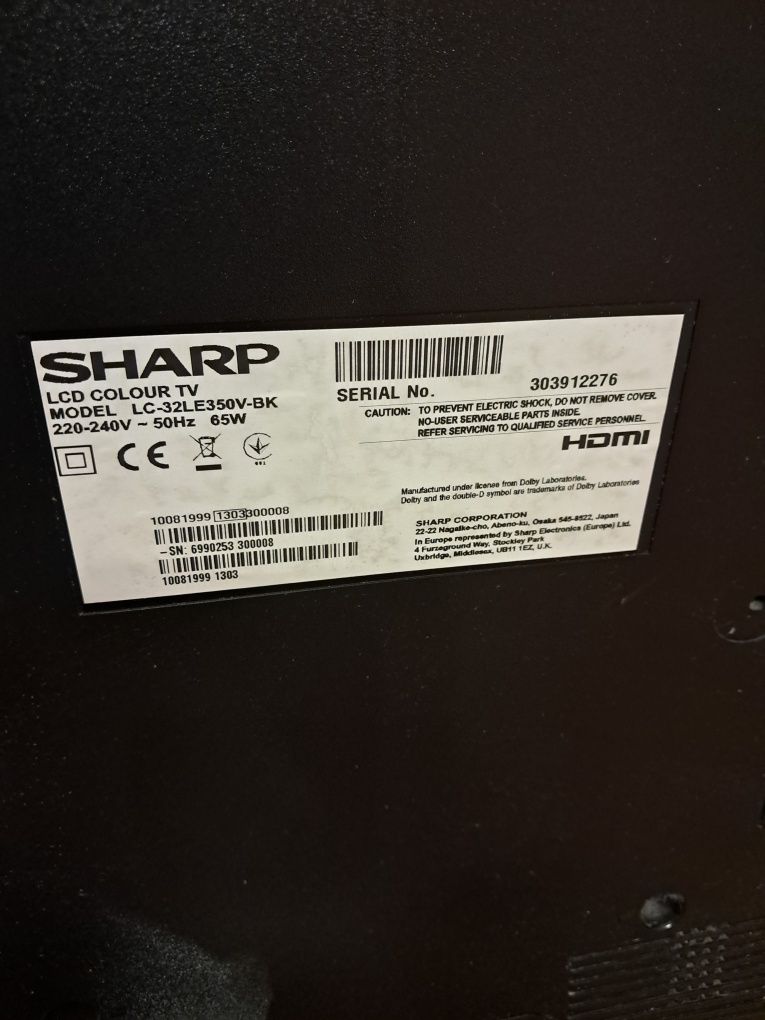 SHARP
LCD COLOUR TV
MODEL LC-32LE350V-BK
220-240V ~ 50Hz 65W
CE
001
SERIAL No. 303912276
CAUTION: TO PREVENT ELECTRIC SHOCK, DO NOT REMOVE COVER.
NO-USER SERVICEABLE PARTS INSIDE.
REFER SERVICING TO QUALIFIED SERVICE PERSONNEL.
HDMI
Manufactured under license from Dolby Laboratories.
Dolby and the double-D symbol are trademarks of Dolby Laboratories
10081999 1303 300008
-SN: 6990253 300008
10081999 1303
SHARP CORPORATION
22-22 Nagaike-cho, Abeno-ku, Osaka 545-8522, Japan
In Europe represented by Sharp Electronics (Europe) Ltd.
4 Furzeground Way, Stockley Park
Uxbridge, Middlesex, UB11 1EZ, U.K.